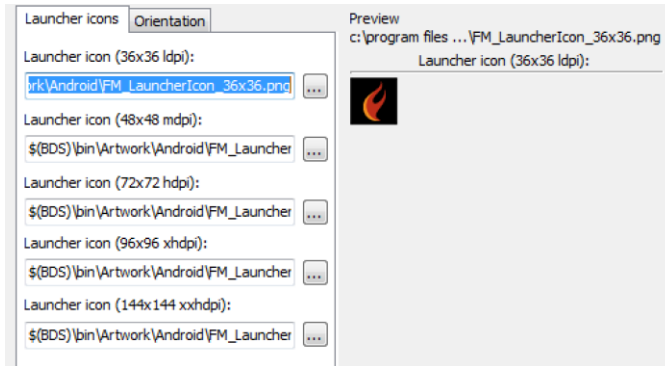 Launcher icons Orientation
Launcher icon (36x36 ldpi):
ork\Android\FM_LauncherIcon_36x36.png ...
Launcher icon (48x48 mdpi):
$(BDS)\bin\Artwork\Android\FM_Launcher ...
Launcher icon (72x72 hdpi):
$(BDS)\bin\Artwork\Android\FM_Launcher ...
Launcher icon (96x96 xhdpi):
$(BDS)\bin\Artwork\Android\FM_Launcher ...
Launcher icon (144x144 xxhdpi):
$(BDS)\bin\Artwork\Android\FM_Launcher ...
Preview
c:\program files ...\FM_LauncherIcon_36x36.png
Launcher icon (36x36 ldpi):